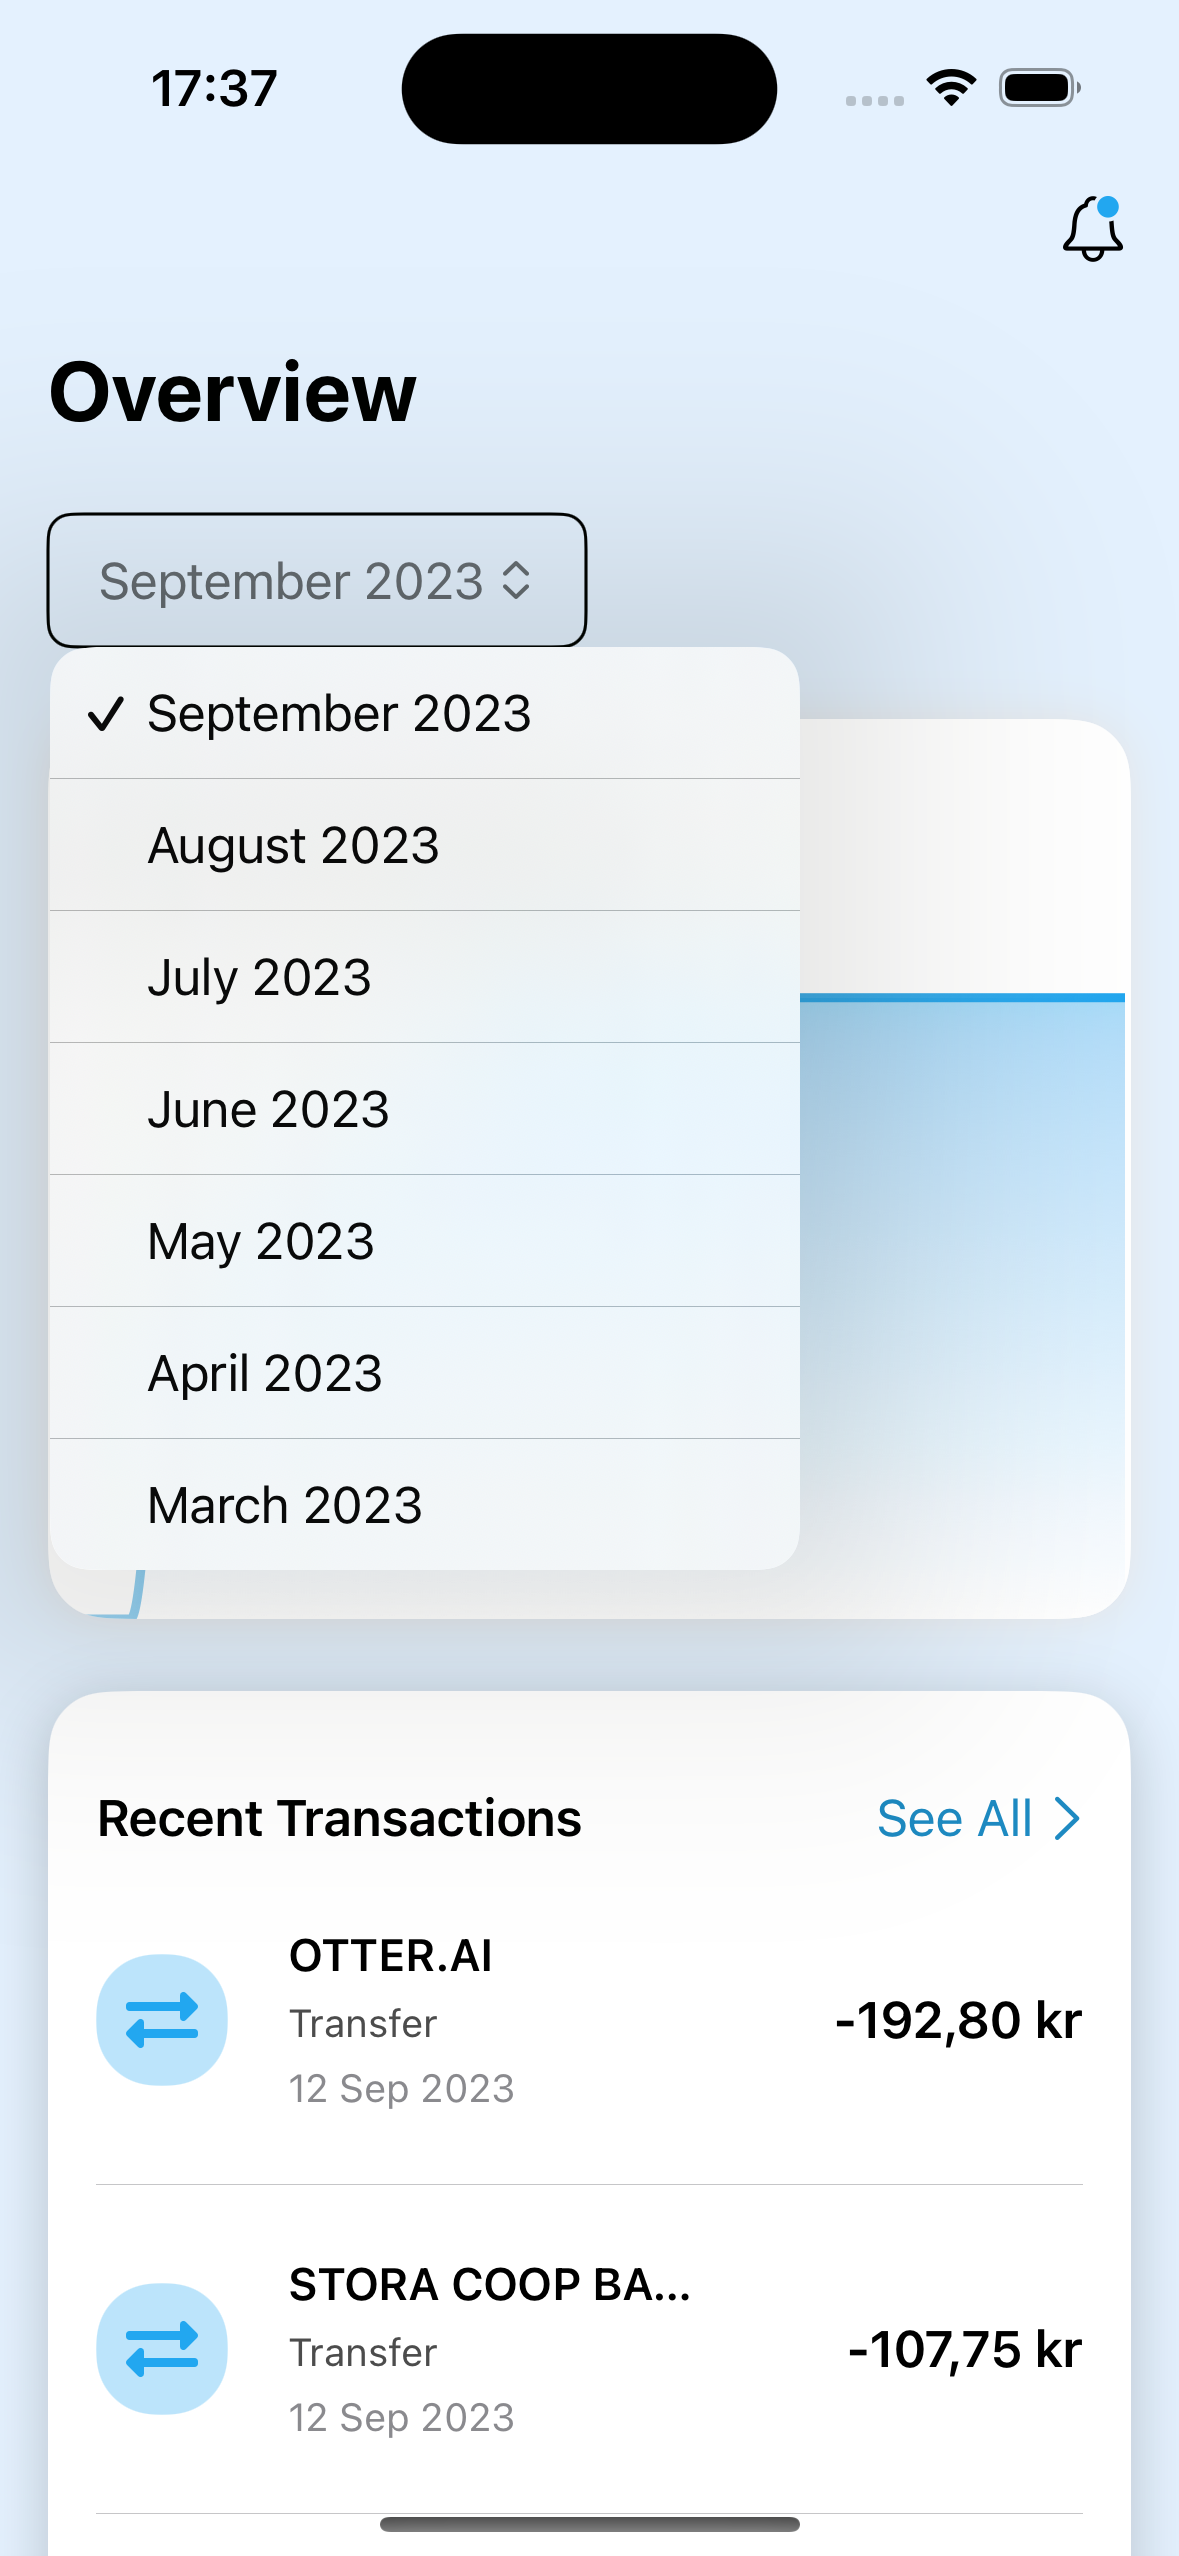 17:37
Overview
September 2023
September 2023
August 2023
July 2023
June 2023
May 2023
April 2023
March 2023
Recent Transactions
See All
OTTER.AI
Transfer
-192,80 kr
12 Sep 2023
STORA COOP BA...
Transfer
-107,75 kr
12 Sep 2023